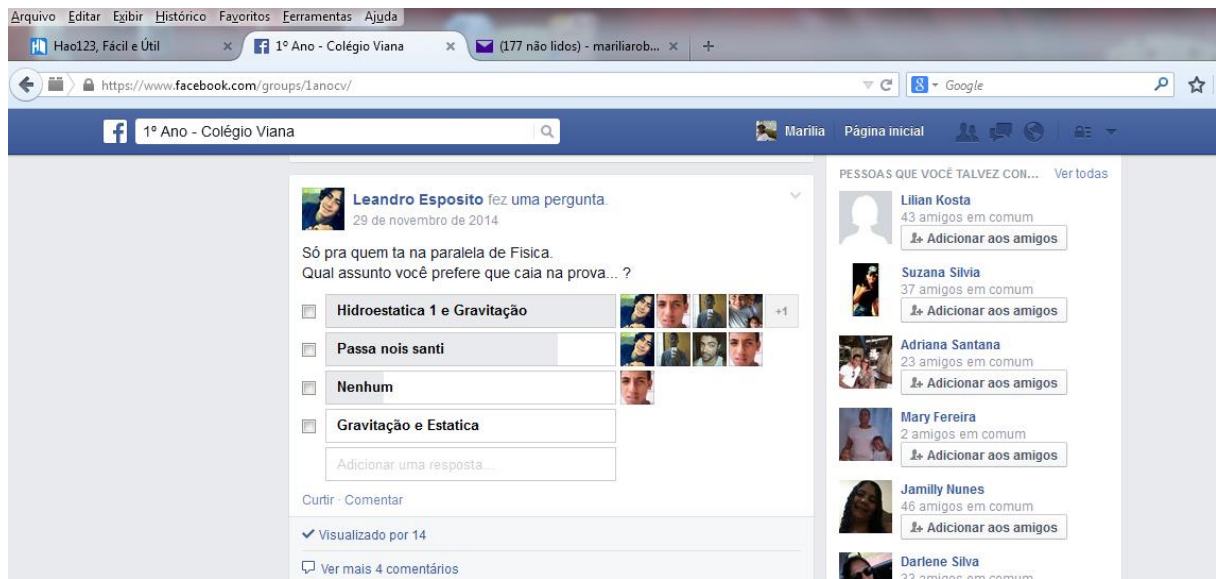 Arquivo Editar Exibir Histórico Favoritos Ferramentas Ajuda
Hao123, Fácil e Útil
1º Ano - Colégio Viana
(177 não lidos) - mariliarob...
https://www.facebook.com/groups/1anocv/
Google
1º Ano - Colégio Viana
Marilia Página inicial
Leandro Esposito fez uma pergunta.
29 de novembro de 2014
Só pra quem ta na paralela de Fisica.
Qual assunto você prefere que caia na prova... ?
Hidroestatica 1 e Gravitação
+1
Passa nois santi
Nenhum
Gravitação e Estatica
Adicionar uma resposta...
Curtir · Comentar
Visualizado por 14
Ver mais 4 comentários
PESSOAS QUE VOCÊ TALVEZ CON... Ver todas
Lilian Kosta
43 amigos em comum
Adicionar aos amigos
Suzana Silvia
37 amigos em comum
Adicionar aos amigos
Adriana Santana
23 amigos em comum
Adicionar aos amigos
Mary Fereira
2 amigos em comum
Adicionar aos amigos
Jamilly Nunes
46 amigos em comum
Adicionar aos amigos
Darlene Silva
33 amigos em comum